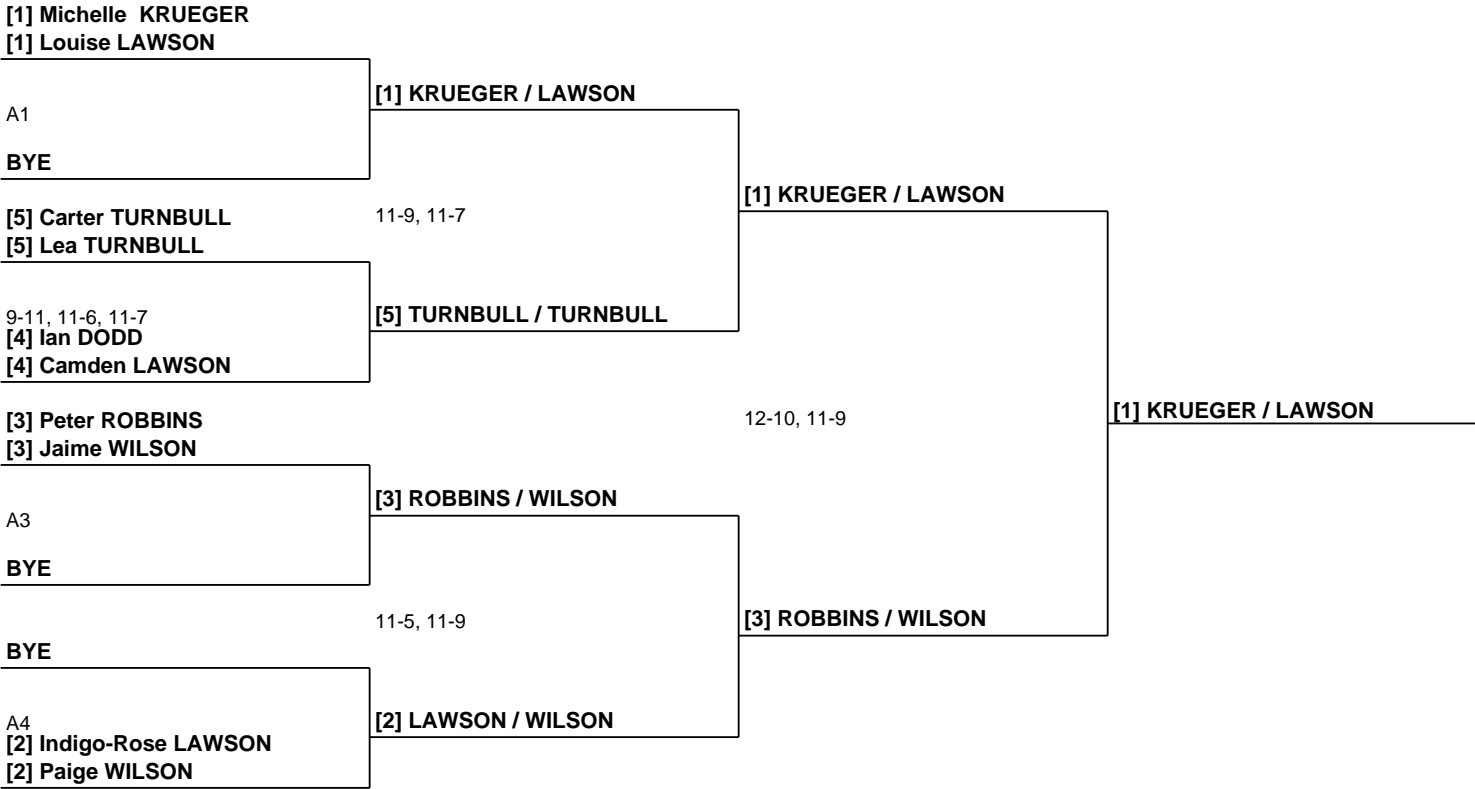 [1] Michelle  KRUEGER
[1] Louise LAWSON
[1] KRUEGER / LAWSON
A1
BYE
[1] KRUEGER / LAWSON
[5] Carter TURNBULL
11-9, 11-7
[5] Lea TURNBULL
9-11, 11-6, 11-7
[5] TURNBULL / TURNBULL
[4] Ian DODD
[4] Camden LAWSON
[1] KRUEGER / LAWSON
[3] Peter ROBBINS
12-10, 11-9
[3] Jaime WILSON
[3] ROBBINS / WILSON
A3
BYE
11-5, 11-9
[3] ROBBINS / WILSON
BYE
A4
[2] LAWSON / WILSON
[2] Indigo-Rose LAWSON
[2] Paige WILSON